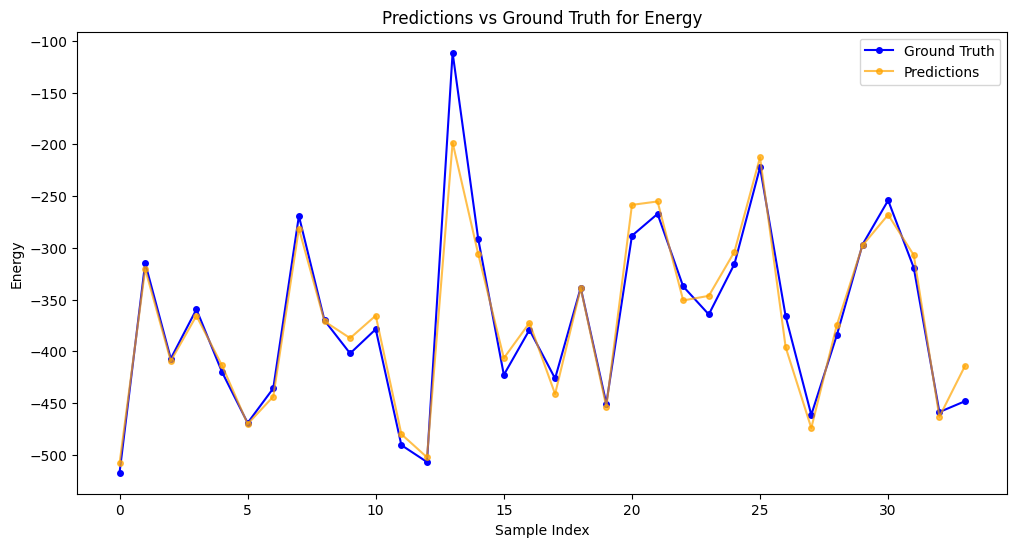 Predictions vs Ground Truth for Energy
Ground Truth
Predictions
−100
−150
−200
−250
−300
−350
−400
−450
−500
Energy
0 5 10 15 20 25 30
Sample Index